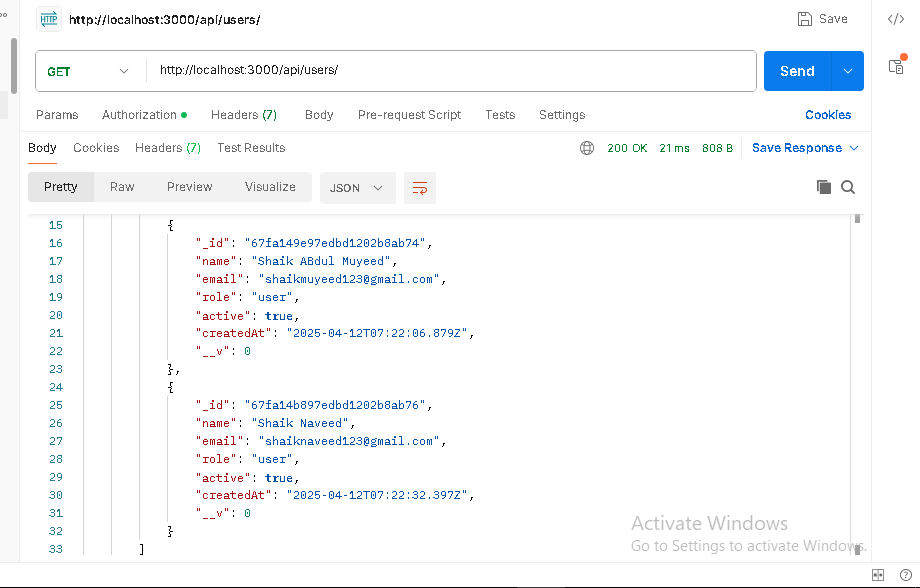 HTTP http://localhost:3000/api/users/ Save </>
GET http://localhost:3000/api/users/ Send
Params Authorization Headers (7) Body Pre-request Script Tests Settings Cookies
Body Cookies Headers (7) Test Results 200 OK 21 ms 808 B Save Response
Pretty Raw Preview Visualize JSON
15 {
16 "_id": "67fa149e97edbd1202b8ab74",
17 "name": "Shaik ABdul Muyeed",
18 "email": "shaikmuyeed123@gmail.com",
19 "role": "user",
20 "active": true,
21 "createdAt": "2025-04-12T07:22:06.879Z",
22 "__v": 0
23 },
24 {
25 "_id": "67fa14b897edbd1202b8ab76",
26 "name": "Shaik Naveed",
27 "email": "shaiknaveed123@gmail.com",
28 "role": "user",
29 "active": true,
30 "createdAt": "2025-04-12T07:22:32.397Z",
31 "__v": 0
32 }
33 ]
Activate Windows
Go to Settings to activate Windows.